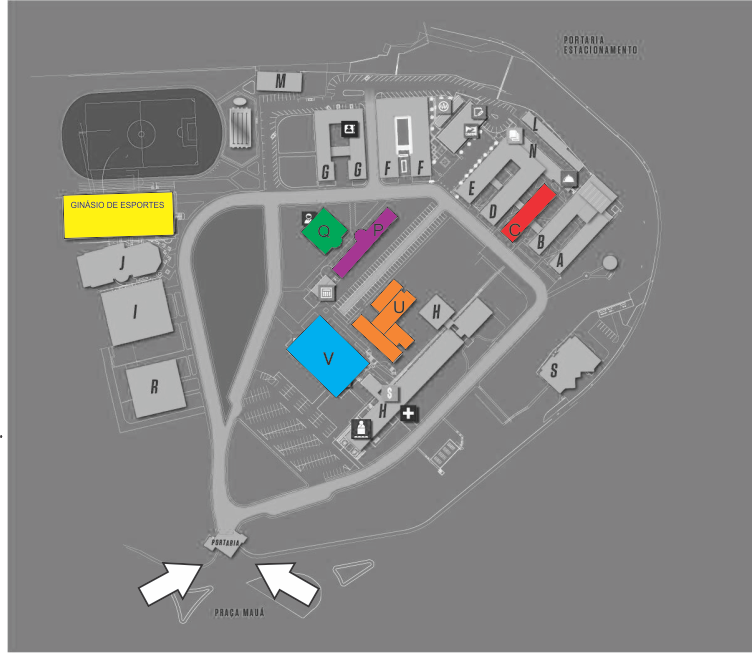 PORTARIA
ESTACIONAMENTO
M
L
N
G
G
F
F
E
D
C
B
A
GINÁSIO DE ESPORTES
Q
P
J
I
U
H
V
S
R
$
H
PORTARIA
PRAÇA MAUÁ